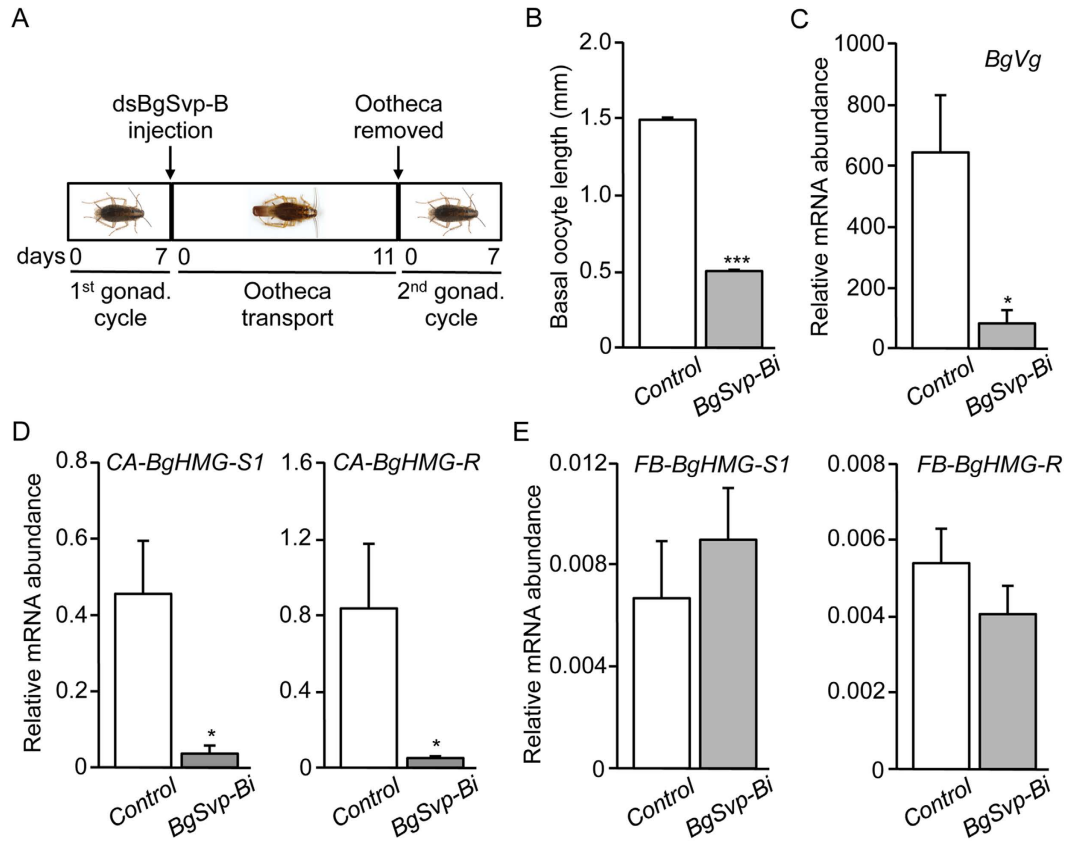 A
dsBgSvp-B
injection
Ootheca
removed
days 0 7 0 11 0 7
1st gonad.
cycle
Ootheca
transport
2nd gonad.
cycle
B
Basal oocyte length (mm)
2.0
1.5
1.0
0.5
0
***
Control
BgSvp-Bi
C
BgVg
Relative mRNA abundance
1000
800
600
400
200
0
*
Control
BgSvp-Bi
D
Relative mRNA abundance
CA-BgHMG-S1
0.8
0.6
0.4
0.2
0
*
Control
BgSvp-Bi
CA-BgHMG-R
1.6
1.2
0.8
0.4
0
*
Control
BgSvp-Bi
E
Relative mRNA abundance
FB-BgHMG-S1
0.012
0.008
0.004
0
Control
BgSvp-Bi
FB-BgHMG-R
0.008
0.006
0.004
0.002
0
Control
BgSvp-Bi